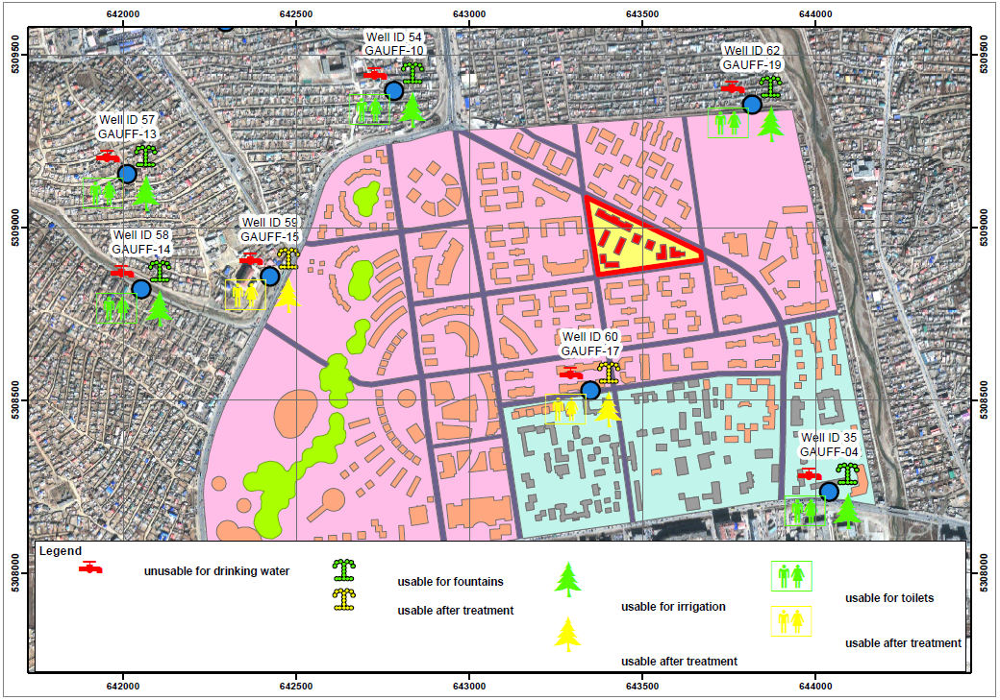 642000 642500 643000 643500 644000
5309500
5309500
Well ID 54
GAUFF-10
Well ID 62
GAUFF-19
Well ID 57
GAUFF-13
5309000
5309000
Well ID 59
GAUFF-15
Well ID 58
GAUFF-14
Well ID 60
GAUFF-17
5308500
5308500
Well ID 35
GAUFF-04
5308000
5308000
Legend
unusable for drinking water
usable for fountains
usable after treatment
usable for irrigation
usable after treatment
usable for toilets
usable after treatment
642000 642500 643000 643500 644000